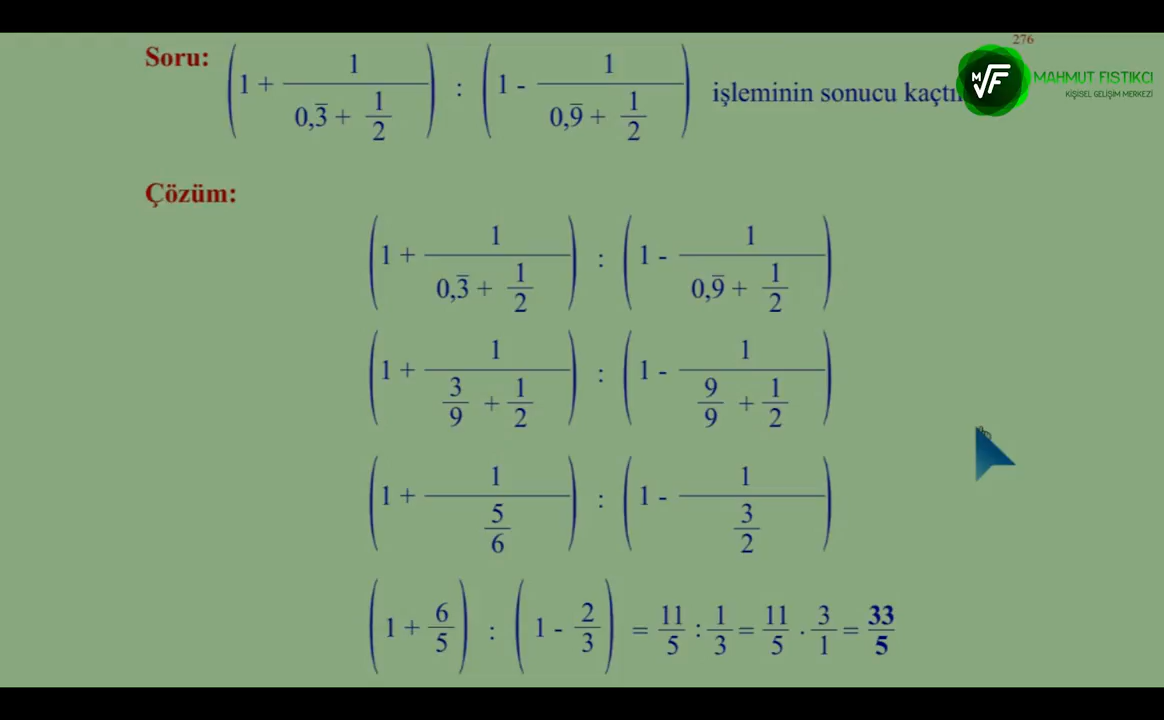 276
Soru: (1 + 1/(0,3̅ + 1/2)) : (1 - 1/(0,9̅ + 1/2)) işleminin sonucu
MAHMUT FISTIKCI
KİŞİSEL GELİŞİM MERKEZİ
Çözüm:
(1 + 1/(0,3̅ + 1/2)) : (1 - 1/(0,9̅ + 1/2))
(1 + 1/(3/9 + 1/2)) : (1 - 1/(9/9 + 1/2))
(1 + 1/(5/6)) : (1 - 1/(3/2))
(1 + 6/5) : (1 - 2/3) = 11/5 : 1/3 = 11/5 . 3/1 = 33/5